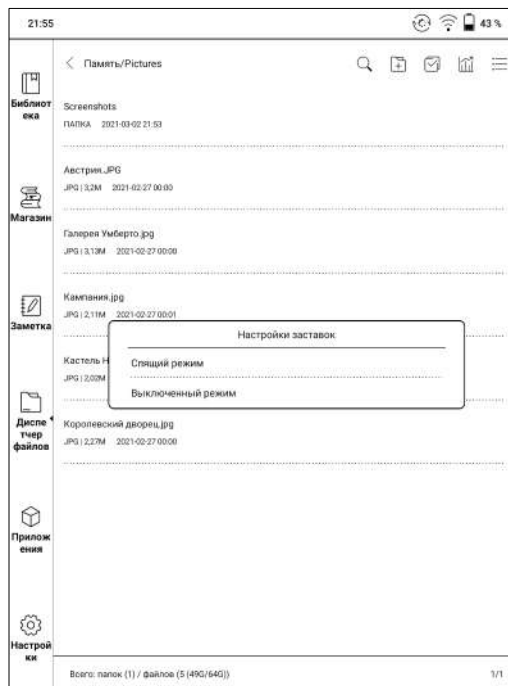 21:55
43 %
Память/Pictures
Библиот
ека
Screenshots
ПАПКА 2021-03-02 21:53
Австрия.JPG
JPG | 3,2M 2021-02-27 00:00
Магазин
Галерея Умберто.jpg
JPG | 3,13M 2021-02-27 00:00
Заметка
Кампания.jpg
JPG | 2,11M 2021-02-27 00:01
Настройки заставок
Кастель Н
JPG | 2,02M
Спящий режим
Выключенный режим
Диспе
тчер
файлов
Королевский дворец.jpg
JPG | 2,27M 2021-02-27 00:00
Прилож
ения
Настрой
ки
Всего: папок (1) / файлов (5 (49G/64G))
1/1